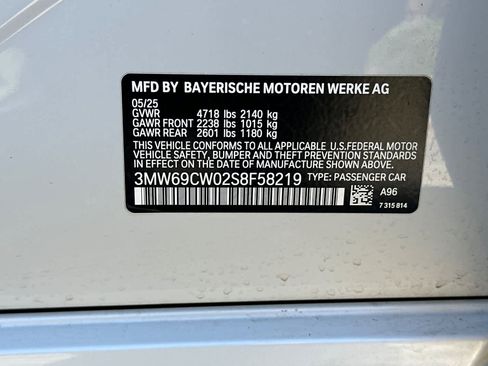 MFD BY BAYERISCHE MOTOREN WERKE AG
05/25
GVWR 4718 lbs 2140 kg
GAWR FRONT 2238 lbs 1015 kg
GAWR REAR 2601 lbs 1180 kg
THIS VEHICLE CONFORMS TO ALL APPLICABLE U.S.FEDERAL MOTOR
VEHICLE SAFETY, BUMPER, AND THEFT PREVENTION STANDARDS
IN EFFECT ON THE DATE OF MANUFACTURE SHOWN ABOVE.
3MW69CW02S8F58219 TYPE: PASSENGER CAR
A96
7 315 814